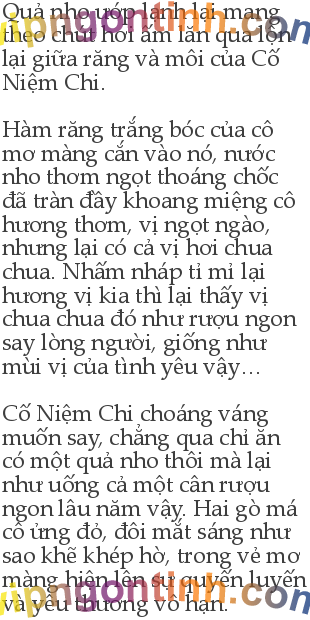 Quả nho ướp lạnh lại mang
theo chút hơi ấm lăn qua lộn
lại giữa răng và môi của Cố
Niệm Chi.
Hàm răng trắng bóc của cô
mơ màng cắn vào nó, nước
nho thơm ngọt thoáng chốc
đã tràn đầy khoang miệng cô
hương thơm, vị ngọt ngào,
nhưng lại có cả vị hơi chua
chua. Nhấm nháp tỉ mỉ lại
hương vị kia thì lại thấy vị
chua chua đó như rượu ngon
say lòng người, giống như
mùi vị của tình yêu vậy…
Cố Niệm Chi choáng váng
muốn say, chẳng qua chỉ ăn
có một quả nho thôi mà lại
như uống cả một cân rượu
ngon lâu năm vậy. Hai gò má
cô ửng đỏ, đôi mắt sáng như
sao khẽ khép hờ, trong vẻ mơ
màng hiện lên sự quyến luyến
và yêu thương vô hạn.
vipngontinh.com
vipngontinh.com